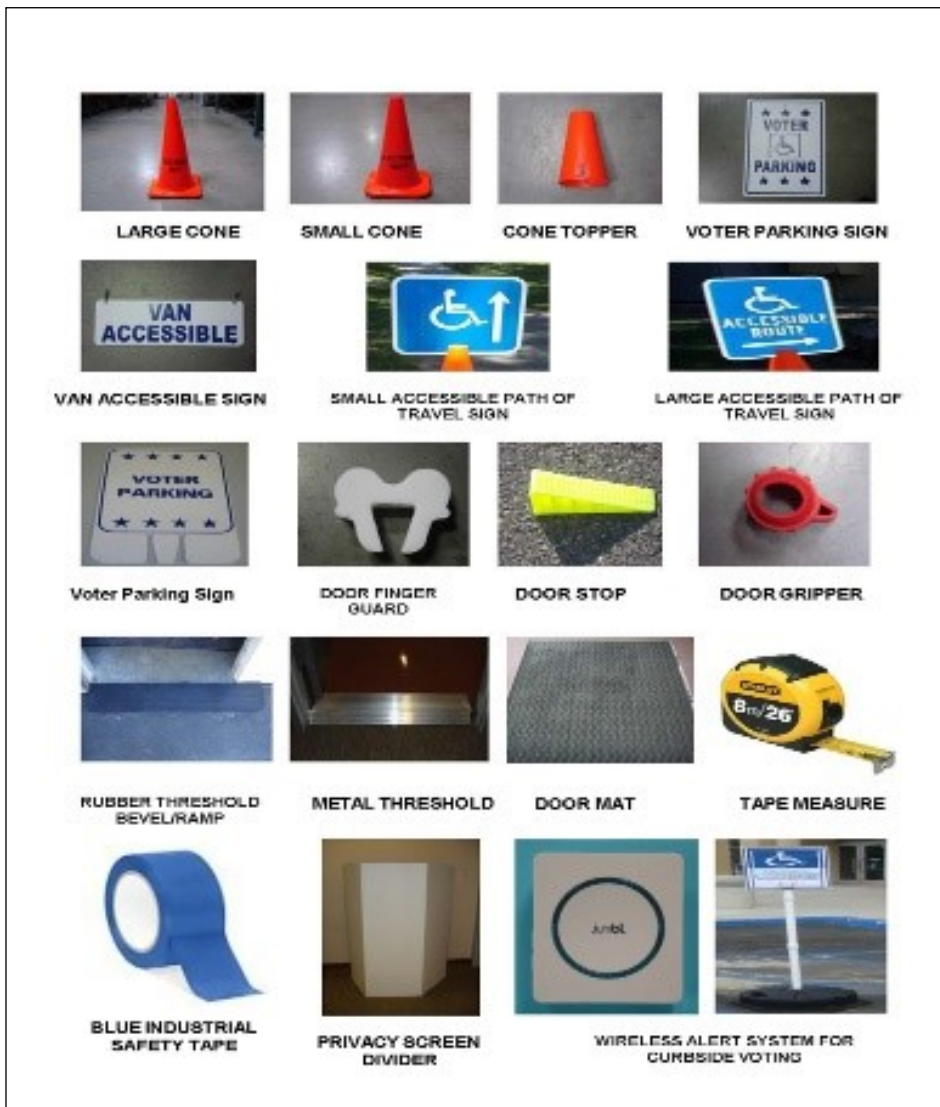 LARGE CONE
SMALL CONE
CONE TOPPER
VOTER PARKING SIGN
VOTER
PARKING
VAN
ACCESSIBLE
ACCESSIBLE
ROUTE
VAN ACCESSIBLE SIGN
SMALL ACCESSIBLE PATH OF
TRAVEL SIGN
LARGE ACCESSIBLE PATH OF
TRAVEL SIGN
VOTER
PARKING
Voter Parking Sign
DOOR FINGER
GUARD
DOOR STOP
DOOR GRIPPER
8m/26'
RUBBER THRESHOLD
BEVEL/RAMP
METAL THRESHOLD
DOOR MAT
TAPE MEASURE
BLUE INDUSTRIAL
SAFETY TAPE
PRIVACY SCREEN
DIVIDER
WIRELESS ALERT SYSTEM FOR
CURBSIDE VOTING